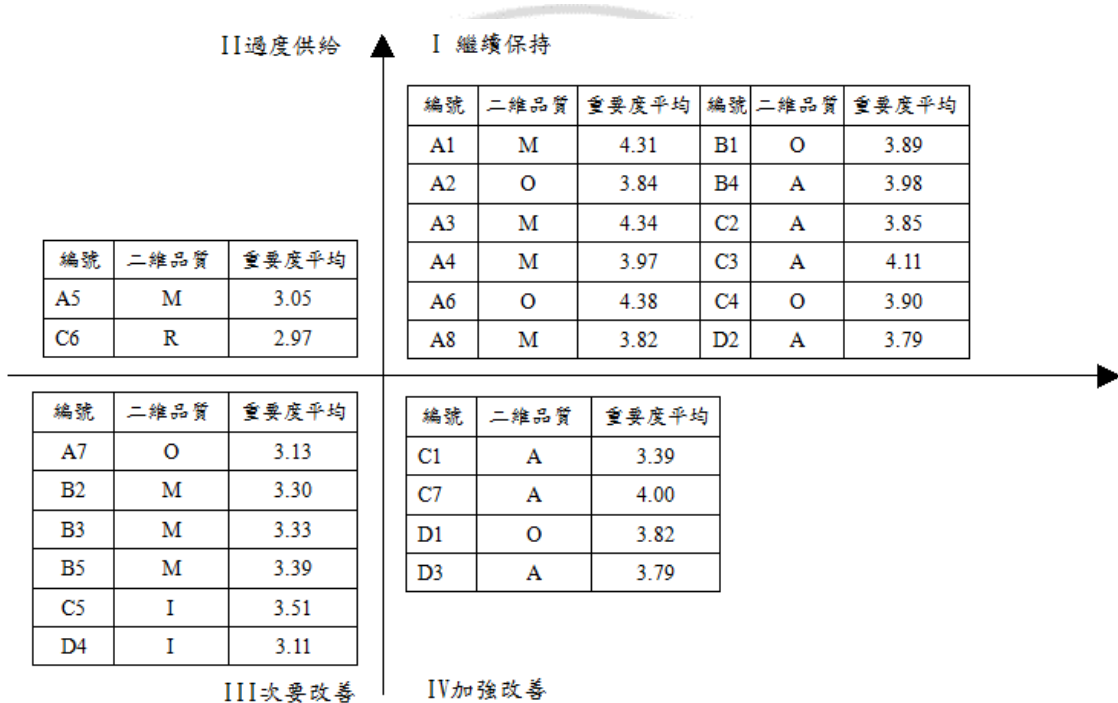 II過度供給
I 繼續保持
編號 二維品質 重要度平均 編號 二維品質 重要度平均
A1 M 4.31 B1 O 3.89
A2 O 3.84 B4 A 3.98
A3 M 4.34 C2 A 3.85
A4 M 3.97 C3 A 4.11
A6 O 4.38 C4 O 3.90
A8 M 3.82 D2 A 3.79
編號 二維品質 重要度平均
A5 M 3.05
C6 R 2.97
編號 二維品質 重要度平均
A7 O 3.13
B2 M 3.30
B3 M 3.33
B5 M 3.39
C5 I 3.51
D4 I 3.11
III次要改善
編號 二維品質 重要度平均
C1 A 3.39
C7 A 4.00
D1 O 3.82
D3 A 3.79
IV加強改善